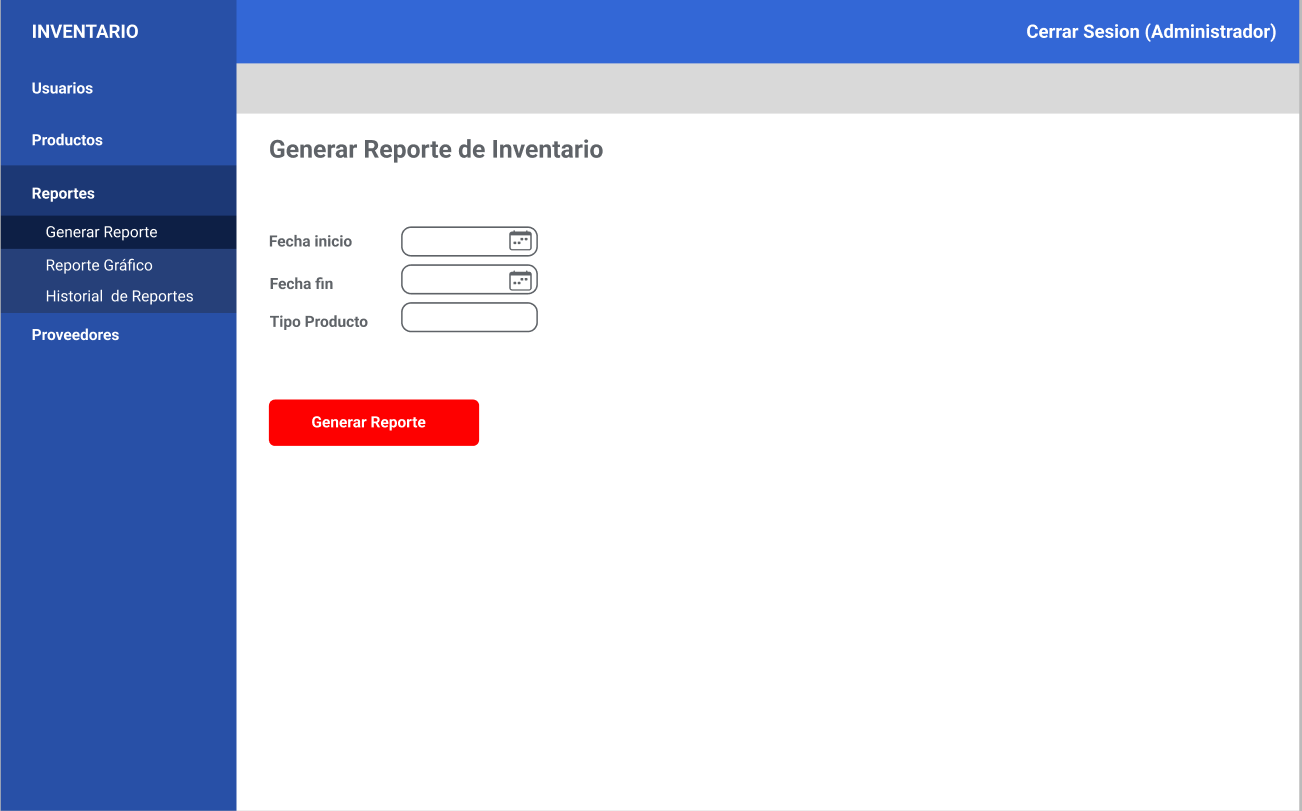 INVENTARIO
Cerrar Sesion (Administrador)
Usuarios
Productos
Reportes
Generar Reporte
Reporte Gráfico
Historial  de Reportes
Proveedores
Generar Reporte de Inventario
Fecha inicio
Fecha fin
Tipo Producto
Generar Reporte